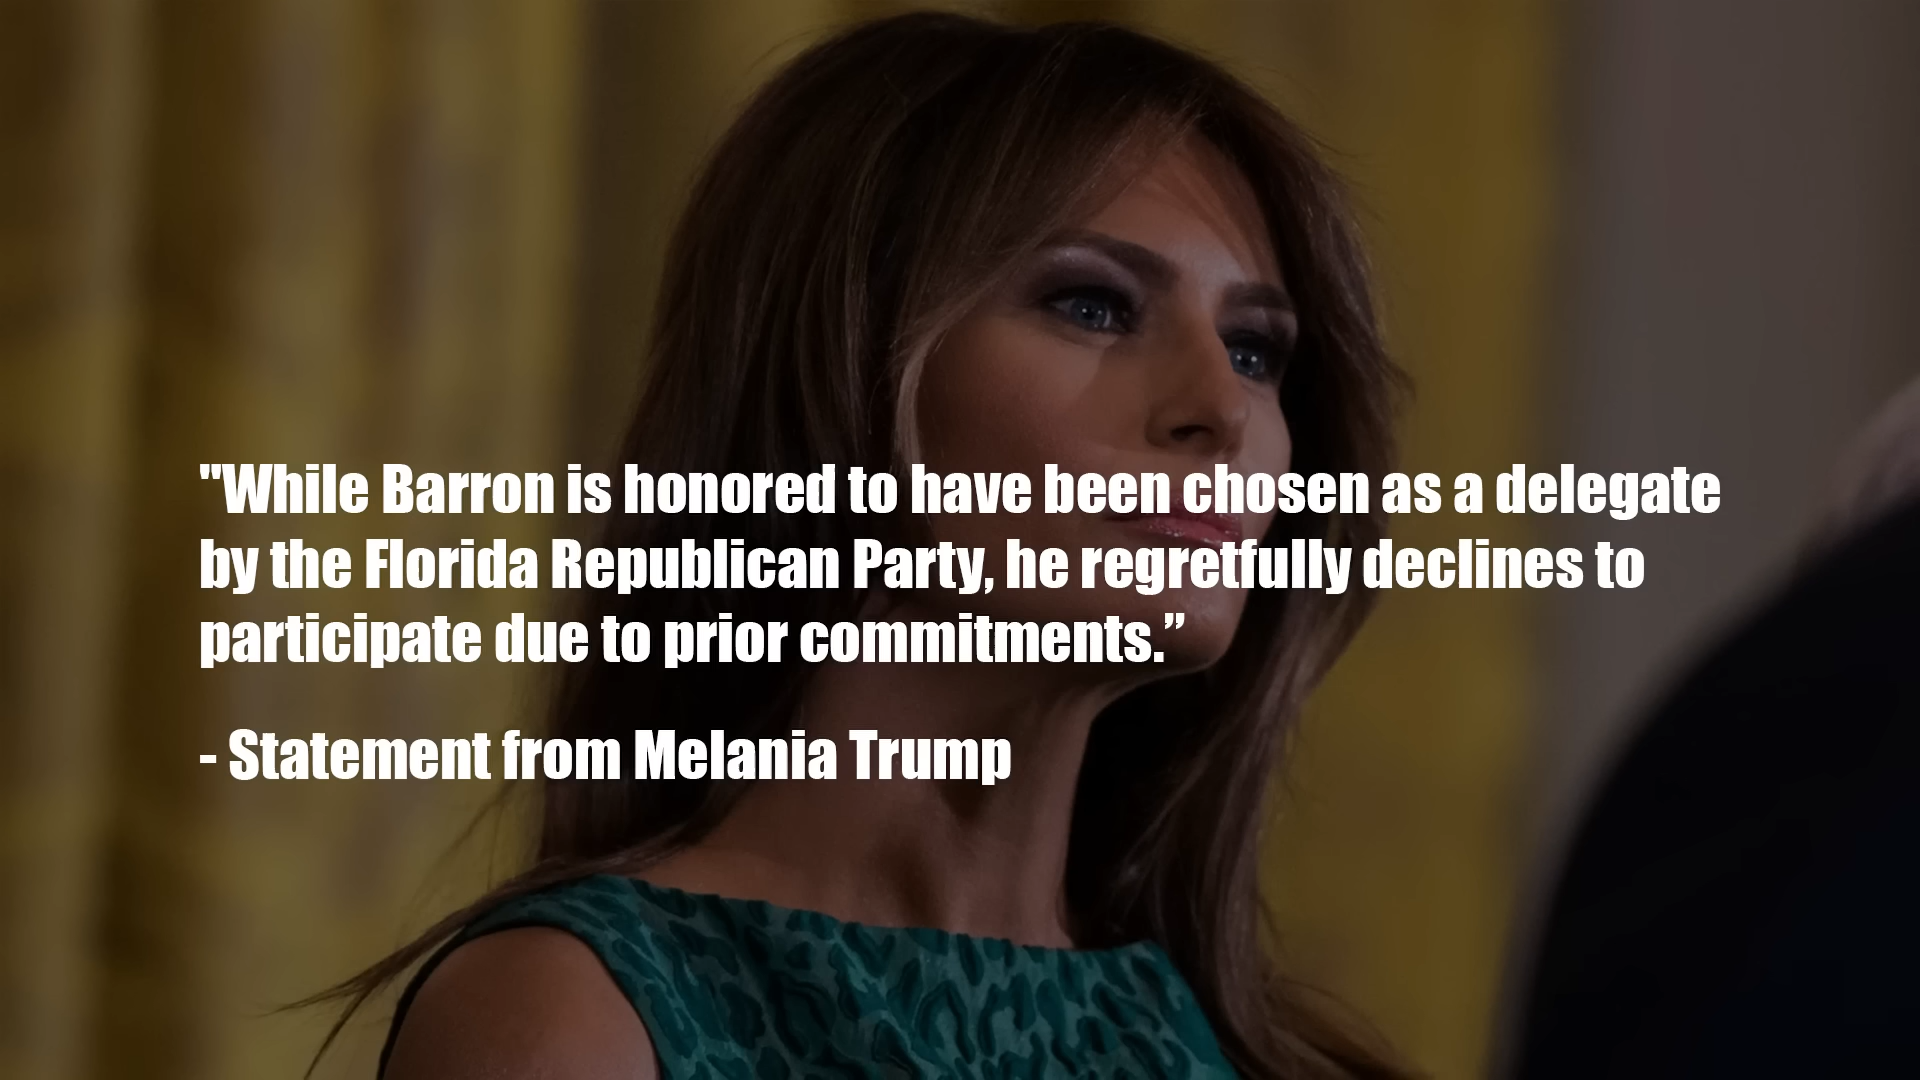 "While Barron is honored to have been chosen as a delegate
by the Florida Republican Party, he regretfully declines to
participate due to prior commitments.”
- Statement from Melania Trump